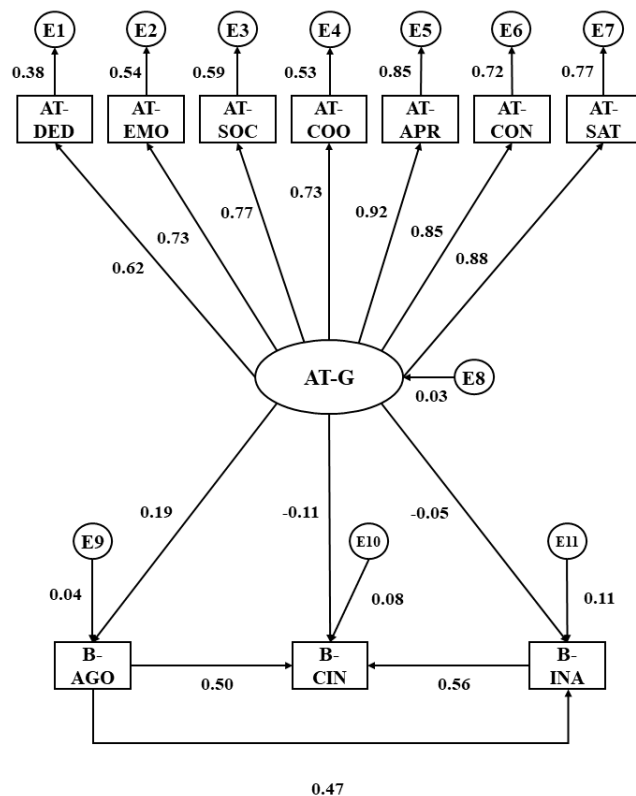 E1 E2 E3 E4 E5 E6 E7
0.38 0.54 0.59 0.53 0.85 0.72 0.77
AT- AT- AT- AT- AT- AT- AT-
DED EMO SOC COO APR CON SAT
0.62 0.73 0.77 0.73 0.92 0.85 0.88
AT-G E8
0.03
0.19 -0.11 -0.05
E9 E10 E11
0.04 0.08 0.11
B- B- B-
AGO CIN INA
0.50 0.56
0.47